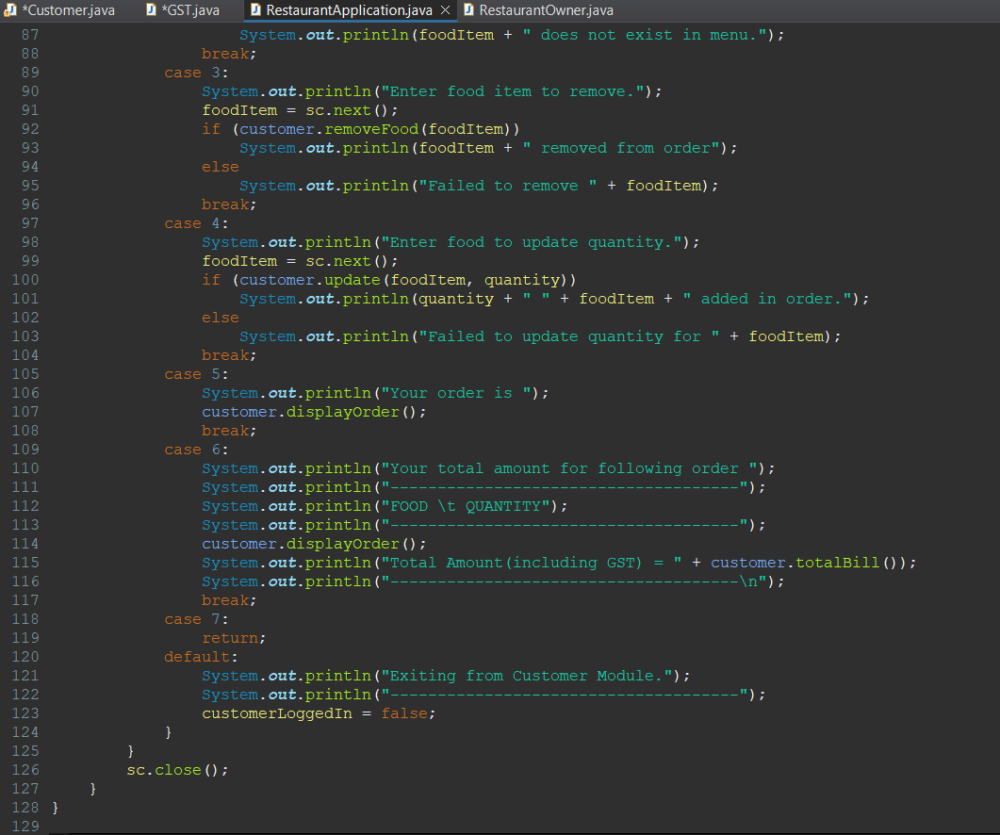 *Customer.java *GST.java RestaurantApplication.java × RestaurantOwner.java
87                     System.out.println(foodItem + " does not exist in menu.");
88                 break;
89             case 3:
90                 System.out.println("Enter food item to remove.");
91                 foodItem = sc.next();
92                 if (customer.removeFood(foodItem))
93                     System.out.println(foodItem + " removed from order");
94                 else
95                     System.out.println("Failed to remove " + foodItem);
96                 break;
97             case 4:
98                 System.out.println("Enter food to update quantity.");
99                 foodItem = sc.next();
100                 if (customer.update(foodItem, quantity))
101                     System.out.println(quantity + " " + foodItem + " added in order.");
102                 else
103                     System.out.println("Failed to update quantity for " + foodItem);
104                 break;
105             case 5:
106                 System.out.println("Your order is ");
107                 customer.displayOrder();
108                 break;
109             case 6:
110                 System.out.println("Your total amount for following order ");
111                 System.out.println("-------------------------------------");
112                 System.out.println("FOOD \t QUANTITY");
113                 System.out.println("-------------------------------------");
114                 customer.displayOrder();
115                 System.out.println("Total Amount(including GST) = " + customer.totalBill());
116                 System.out.println("-------------------------------------\n");
117                 break;
118             case 7:
119                 return;
120             default:
121                 System.out.println("Exiting from Customer Module.");
122                 System.out.println("-------------------------------------");
123                 customerLoggedIn = false;
124             }
125         }
126         sc.close();
127     }
128 }
129